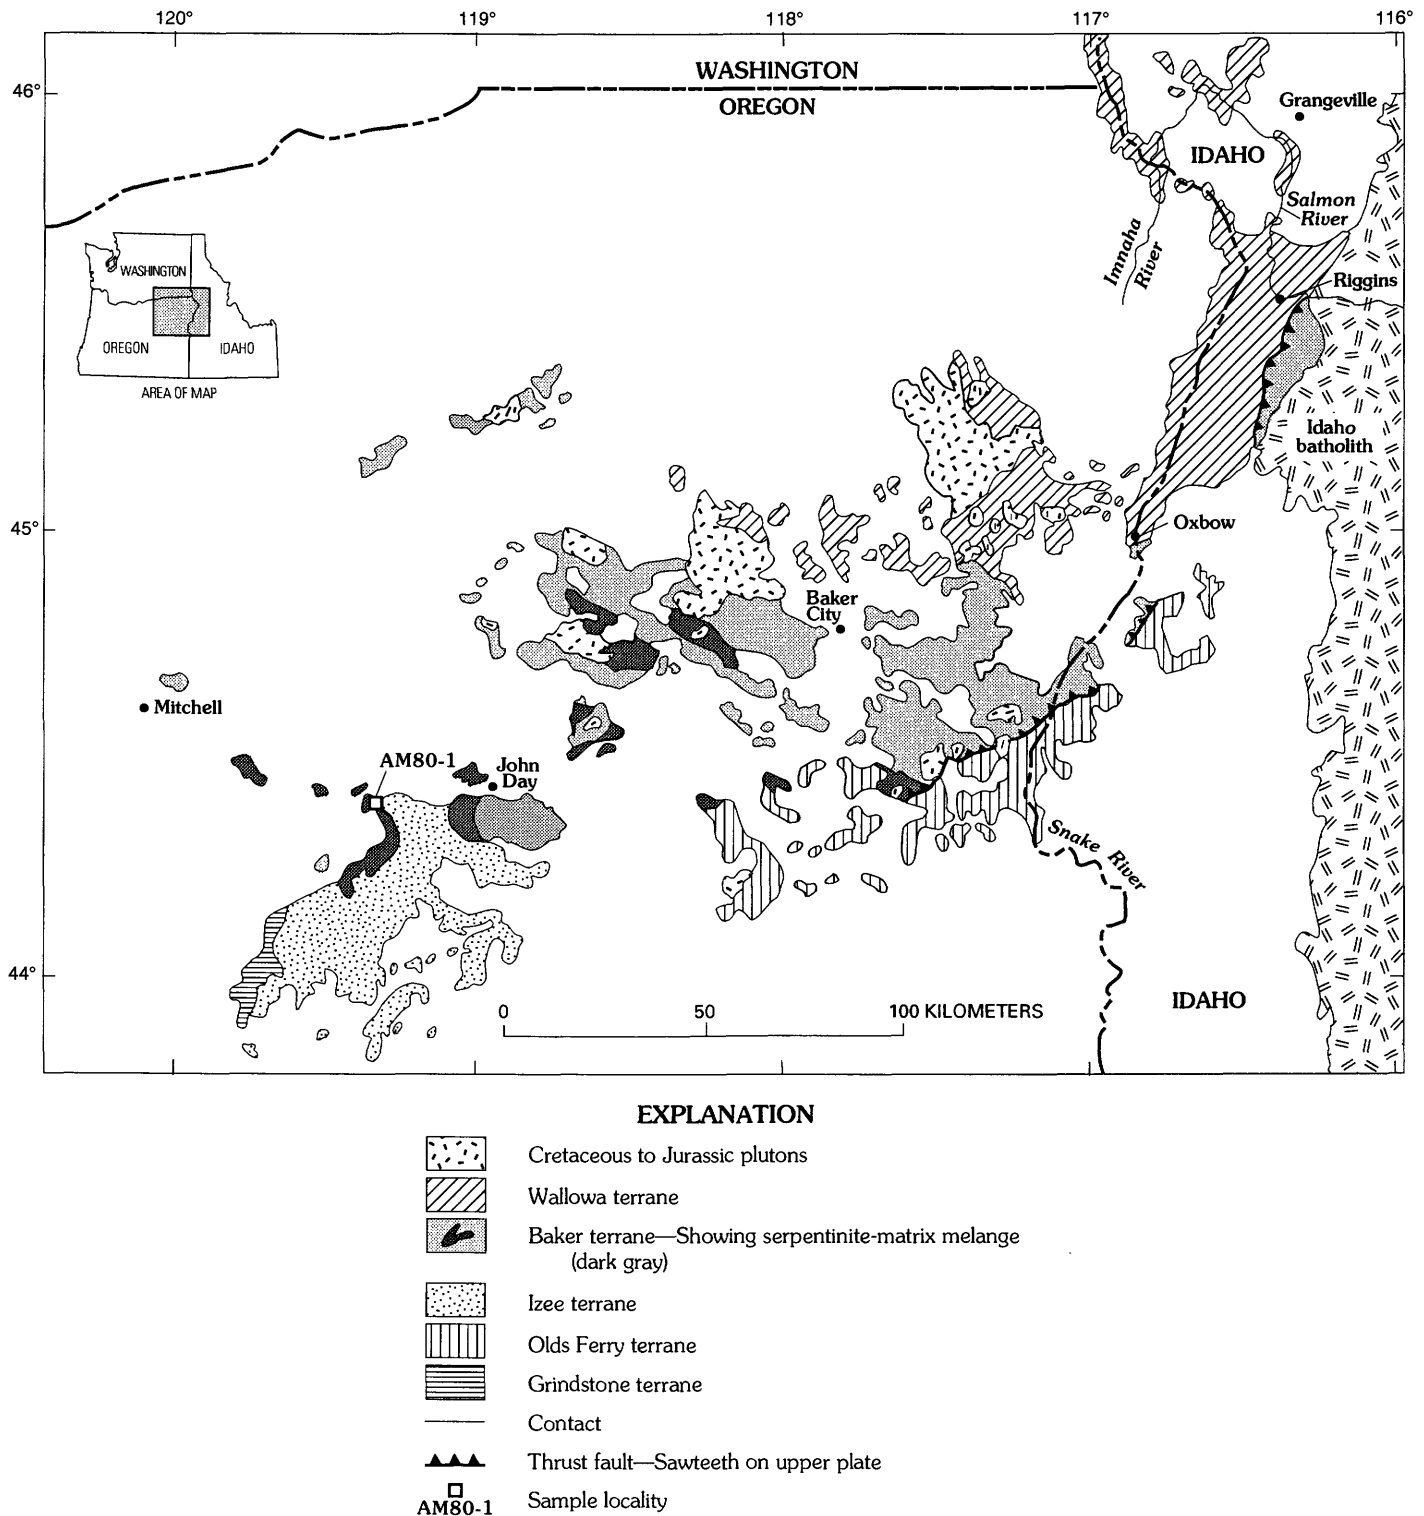 120°
119°
118°
117°
116°
46°
WASHINGTON
OREGON
Grangeville
IDAHO
Salmon
River
Imnaha
River
Riggins
WASHINGTON
OREGON
IDAHO
AREA OF MAP
Idaho
batholith
45°
Oxbow
Baker
City
Mitchell
AM80-1
John
Day
Snake River
44°
IDAHO
0
50
100 KILOMETERS
EXPLANATION
Cretaceous to Jurassic plutons
Wallowa terrane
Baker terrane—Showing serpentinite-matrix melange
(dark gray)
Izee terrane
Olds Ferry terrane
Grindstone terrane
Contact
Thrust fault—Sawteeth on upper plate
AM80-1
Sample locality